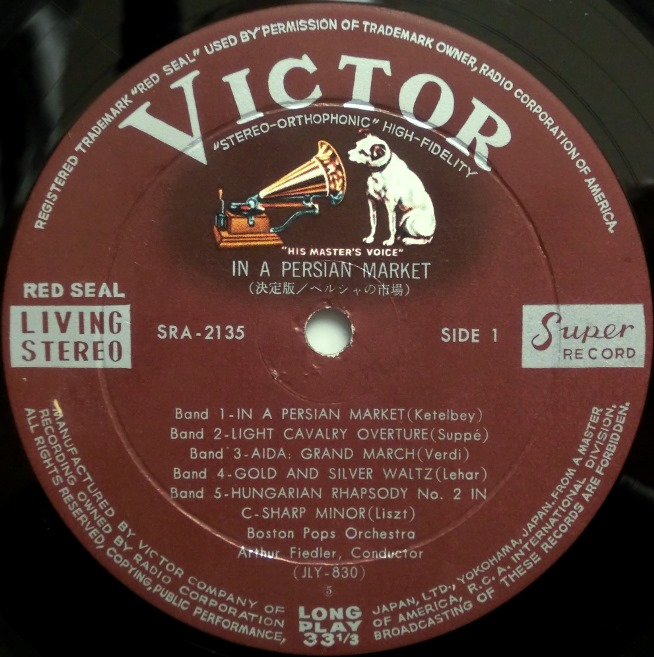 REGISTERED TRADEMARK "RED SEAL" USED BY PERMISSION OF TRADEMARK OWNER, RADIO CORPORATION OF AMERICA.
VICTOR
"STEREO-ORTHOPHONIC" HIGH-FIDELITY
"HIS MASTER'S VOICE"
IN A PERSIAN MARKET
(決定版/ペルシャの市場)
RED SEAL
LIVING STEREO
SRA-2135
SIDE 1
Super RECORD
Band 1-IN A PERSIAN MARKET(Ketelbey)
Band 2-LIGHT CAVALRY OVERTURE(Suppé)
Band 3-AIDA: GRAND MARCH(Verdi)
Band 4-GOLD AND SILVER WALTZ(Lehar)
Band 5-HUNGARIAN RHAPSODY No. 2 IN
C-SHARP MINOR(Liszt)
Boston Pops Orchestra
Arthur Fiedler, Conductor
(JLY-830)
5
LONG PLAY 33 1/3
MANUFACTURED BY VICTOR COMPANY OF JAPAN, LTD., YOKOHAMA, JAPAN, FROM A MASTER
RECORDING OWNED BY RADIO CORPORATION OF AMERICA, R.C.A. INTERNATIONAL DIVISION,
ALL RIGHTS RESERVED, COPYING, PUBLIC PERFORMANCE, BROADCASTING OF THESE RECORDS ARE FORBIDDEN.